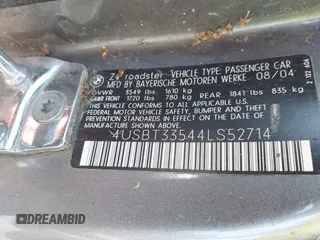 Z4 roadster VEHICLE TYPE: PASSENGER CAR
MFD BY BAYERISCHE MOTOREN WERKE 08/04
GVWR 3549 lbs 1610 kg
GAWR FRONT 1720 lbs 780 kg REAR 1841 lbs 835 kg
4USBT33544LS52714
THIS VEHICLE CONFORMS TO ALL APPLICABLE
FEDERAL MOTOR VEHICLE SAFETY, BUMPER
AND THEFT PREVENTION STANDARDS IN EFFECT
ON THE DATE OF MANUFACTURE SHOWN ABOVE
DREAMBID